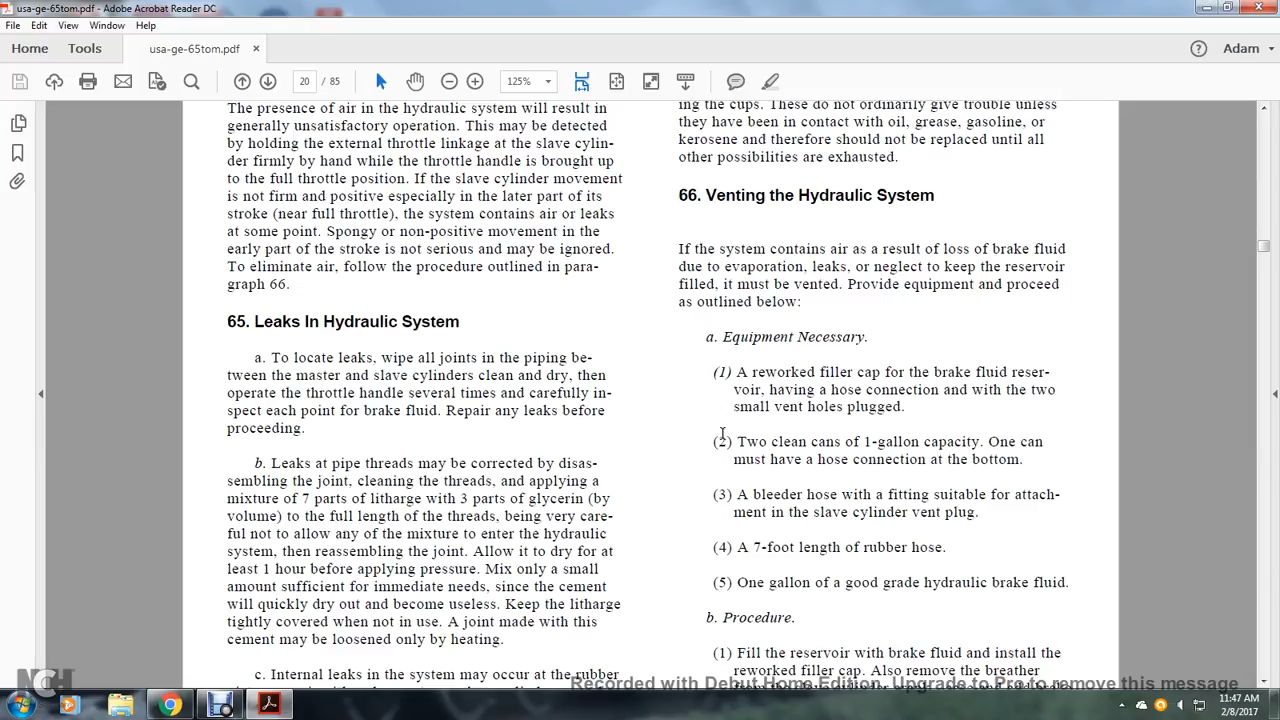 usa-ge-65tom.pdf - Adobe Acrobat Reader DC
File Edit View Window Help
Home Tools usa-ge-65tom.pdf × Adam
20 / 85 125%
The presence of air in the hydraulic system will result in
generally unsatisfactory operation. This may be detected
by holding the external throttle linkage at the slave cylin-
der firmly by hand while the throttle handle is brought up
to the full throttle position. If the slave cylinder movement
is not firm and positive especially in the later part of its
stroke (near full throttle), the system contains air or leaks
at some point. Spongy or non-positive movement in the
early part of the stroke is not serious and may be ignored.
To eliminate air, follow the procedure outlined in para-
graph 66.
65. Leaks In Hydraulic System
a. To locate leaks, wipe all joints in the piping be-
tween the master and slave cylinders clean and dry, then
operate the throttle handle several times and carefully in-
spect each point for brake fluid. Repair any leaks before
proceeding.
b. Leaks at pipe threads may be corrected by disas-
sembling the joint, cleaning the threads, and applying a
mixture of 7 parts of litharge with 3 parts of glycerin (by
volume) to the full length of the threads, being very care-
ful not to allow any of the mixture to enter the hydraulic
system, then reassembling the joint. Allow it to dry for at
least 1 hour before applying pressure. Mix only a small
amount sufficient for immediate needs, since the cement
will quickly dry out and become useless. Keep the litharge
tightly covered when not in use. A joint made with this
cement may be loosened only by heating.
c. Internal leaks in the system may occur at the rubber
ing the cups. These do not ordinarily give trouble unless
they have been in contact with oil, grease, gasoline, or
kerosene and therefore should not be replaced until all
other possibilities are exhausted.
66. Venting the Hydraulic System
If the system contains air as a result of loss of brake fluid
due to evaporation, leaks, or neglect to keep the reservoir
filled, it must be vented. Provide equipment and proceed
as outlined below:
a. Equipment Necessary.
(1) A reworked filler cap for the brake fluid reser-
voir, having a hose connection and with the two
small vent holes plugged.
(2) Two clean cans of 1-gallon capacity. One can
must have a hose connection at the bottom.
(3) A bleeder hose with a fitting suitable for attach-
ment in the slave cylinder vent plug.
(4) A 7-foot length of rubber hose.
(5) One gallon of a good grade hydraulic brake fluid.
b. Procedure.
(1) Fill the reservoir with brake fluid and install the
reworked filler cap. Also remove the breather
NCH
Recorded with Debut Home Edition. Upgrade to Pro to remove this message
11:47 AM
2/8/2017